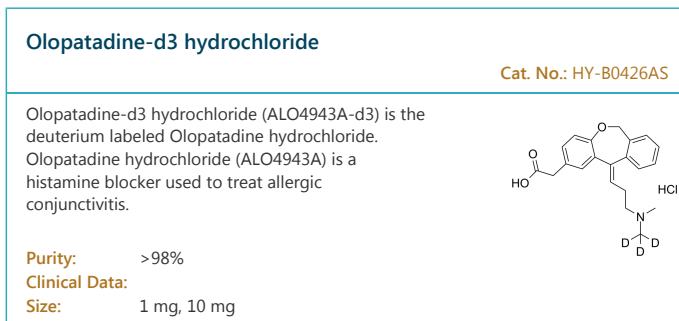 Olopatadine-d3 hydrochloride
Cat. No.: HY-B0426AS
Olopatadine-d3 hydrochloride (ALO4943A-d3) is the
deuterium labeled Olopatadine hydrochloride.
Olopatadine hydrochloride (ALO4943A) is a
histamine blocker used to treat allergic
conjunctivitis.
O
O
HO
HCl
N
D D
D
Purity: >98%
Clinical Data:
Size: 1 mg, 10 mg